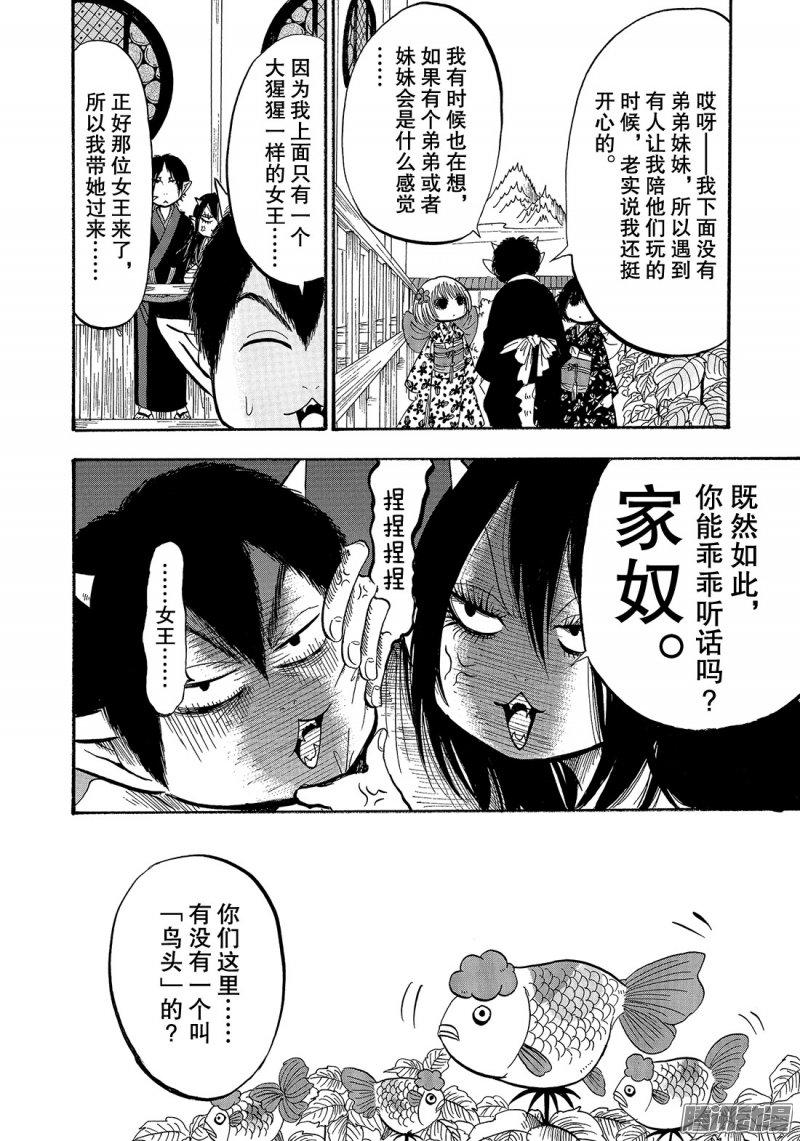 哎呀——我下面没有
弟弟妹妹，所以遇到
有人让我陪他们玩的
时候，老实说我还挺
开心的。
我有时候也在想，
如果有个弟弟或者
妹妹会是什么感觉
……
因为我上面只有一个
大猩猩一样的女王
……
正好那位女王来了，
所以我带她过来……
既然如此，
你能乖乖听话吗？
家奴。
捏捏捏捏
……女王……
你们这里……
有没有一个叫
「鸟头」的？
腾讯动漫